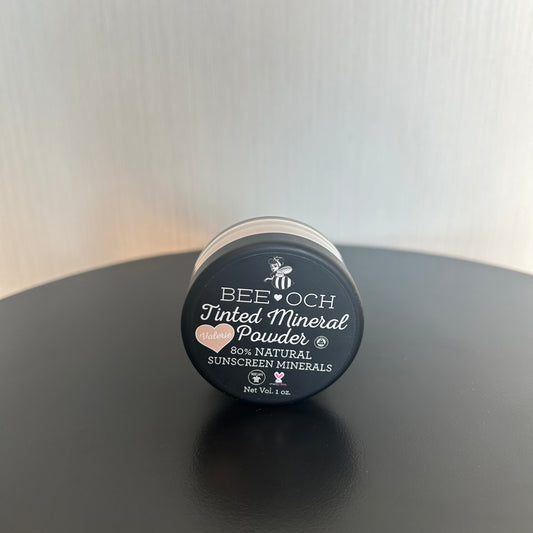 BEE♥OCH
Tinted Mineral
Valerie
Powder
80% NATURAL
SUNSCREEN MINERALS
Net Vol. 1 oz.